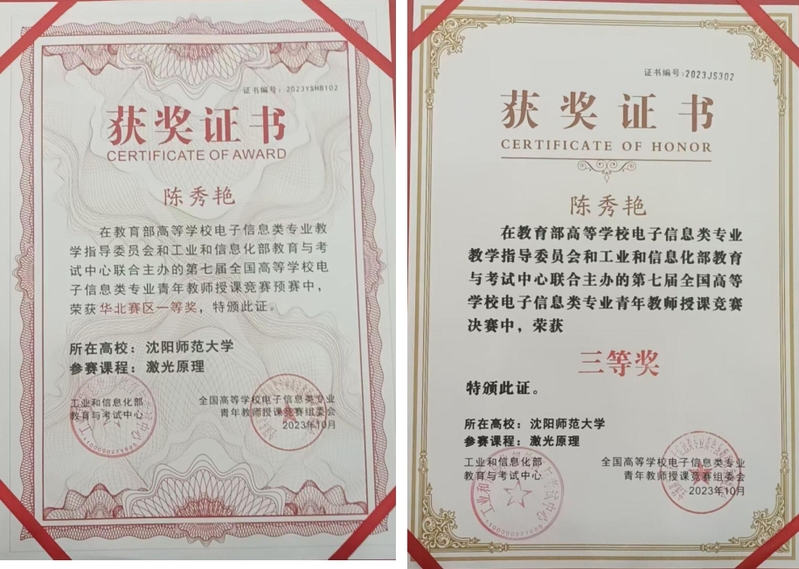 证书编号：2023YSHB102
获奖证书
CERTIFICATE OF AWARD
陈秀艳
在教育部高等学校电子信息类专业教
学指导委员会和工业和信息化部教育与考
试中心联合主办的第七届全国高等学校电
子信息类专业青年教师授课竞赛预赛中，
荣获华北赛区一等奖，特颁此证。
所在高校：沈阳师范大学
参赛课程：激光原理
工业和信息化部
教育与考试中心
全国高等学校电子信息类专业
青年教师授课竞赛组委会
2023年10月
证书编号：2023JS302
获奖证书
CERTIFICATE OF HONOR
陈秀艳
在教育部高等学校电子信息类专业
教学指导委员会和工业和信息化部教育
与考试中心联合主办的第七届全国高等
学校电子信息类专业青年教师授课竞赛
决赛中，荣获
三等奖
特颁此证。
所在高校：沈阳师范大学
参赛课程：激光原理
工业和信息化部
教育与考试中心
全国高等学校电子信息类专业
青年教师授课竞赛组委会
2023年10月